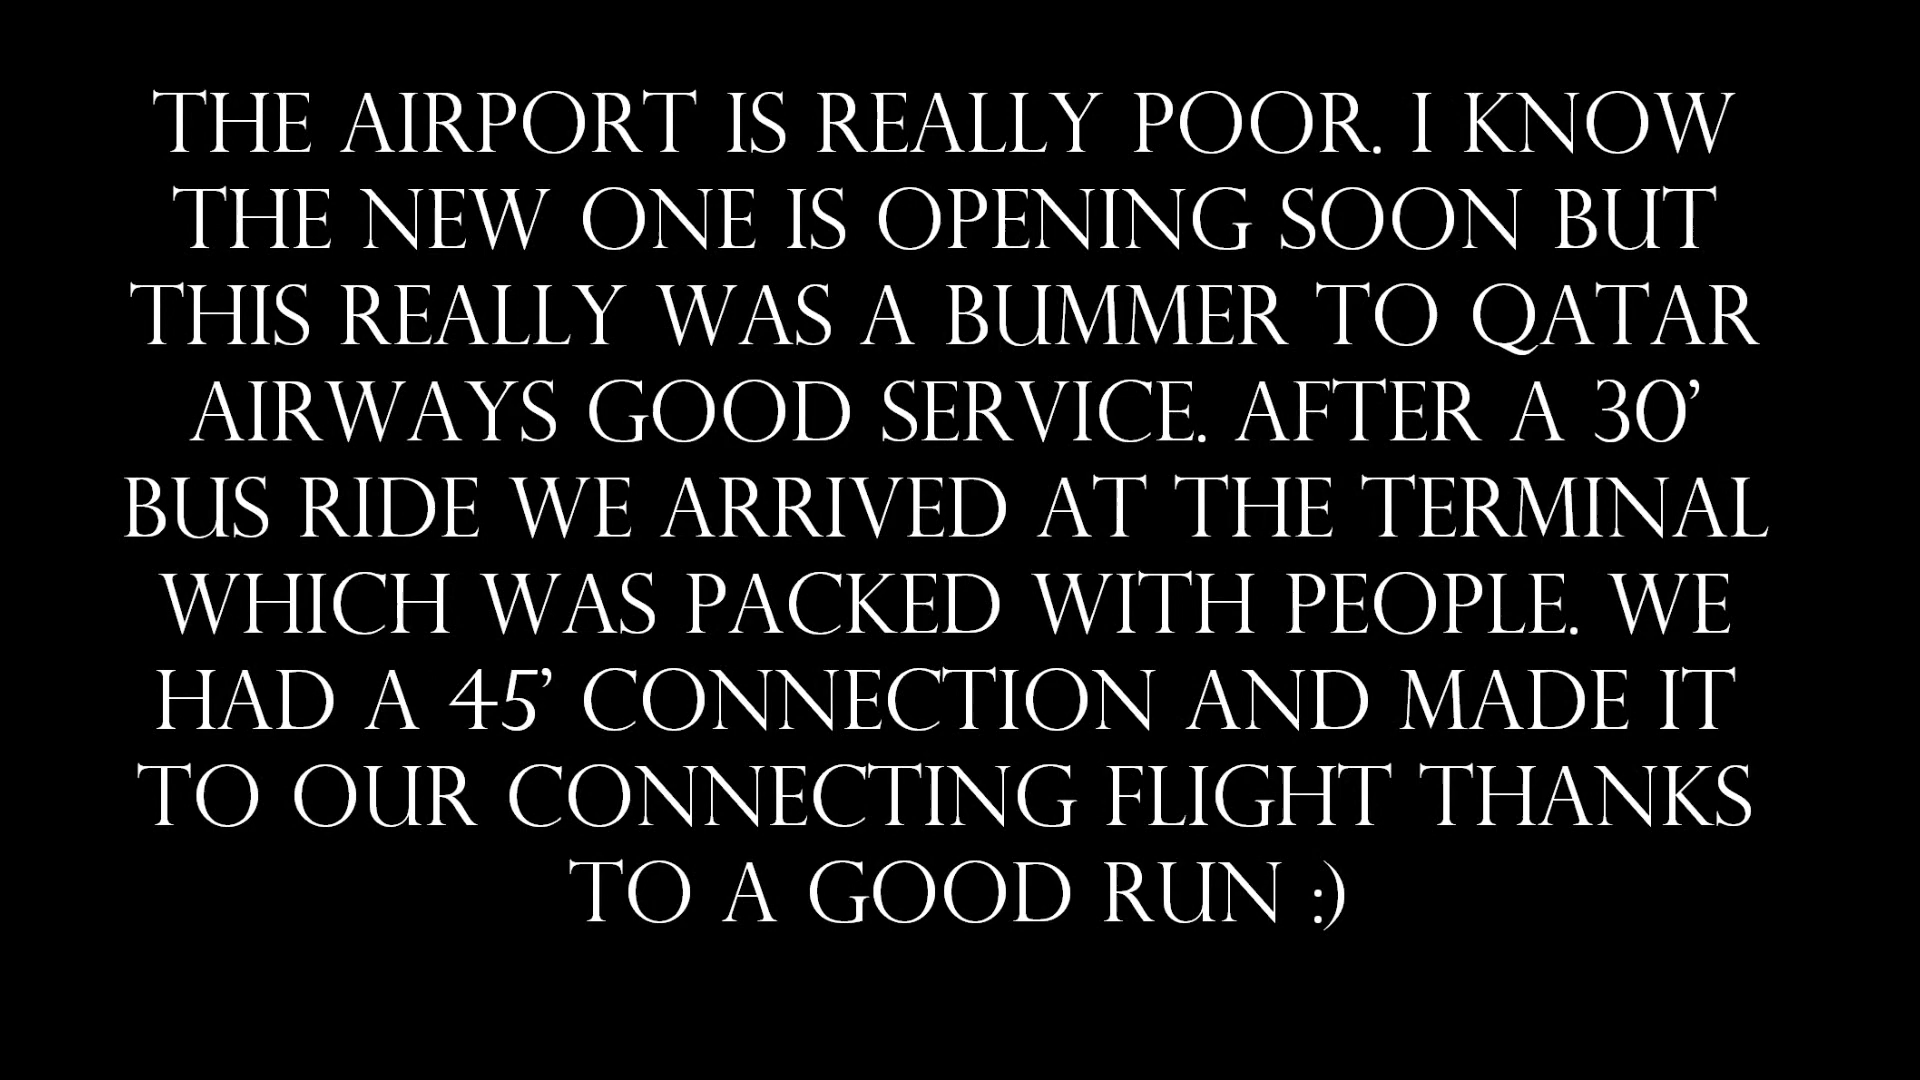 THE AIRPORT IS REALLY POOR. I KNOW
THE NEW ONE IS OPENING SOON BUT
THIS REALLY WAS A BUMMER TO QATAR
AIRWAYS GOOD SERVICE. AFTER A 30'
BUS RIDE WE ARRIVED AT THE TERMINAL
WHICH WAS PACKED WITH PEOPLE. WE
HAD A 45' CONNECTION AND MADE IT
TO OUR CONNECTING FLIGHT THANKS
TO A GOOD RUN :)